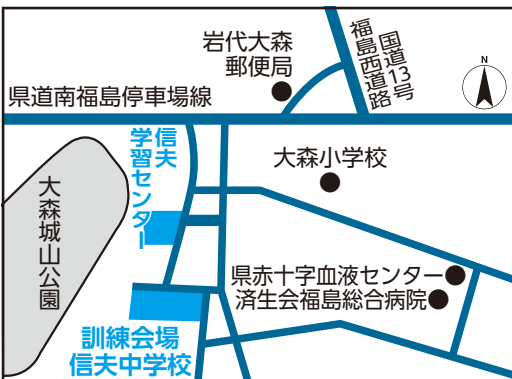 岩代大森
郵便局
国道13号
福島西道路
N
県道南福島停車場線
信夫
学習センター
大森小学校
大森城山公園
県赤十字血液センター
済生会福島総合病院
訓練会場
信夫中学校